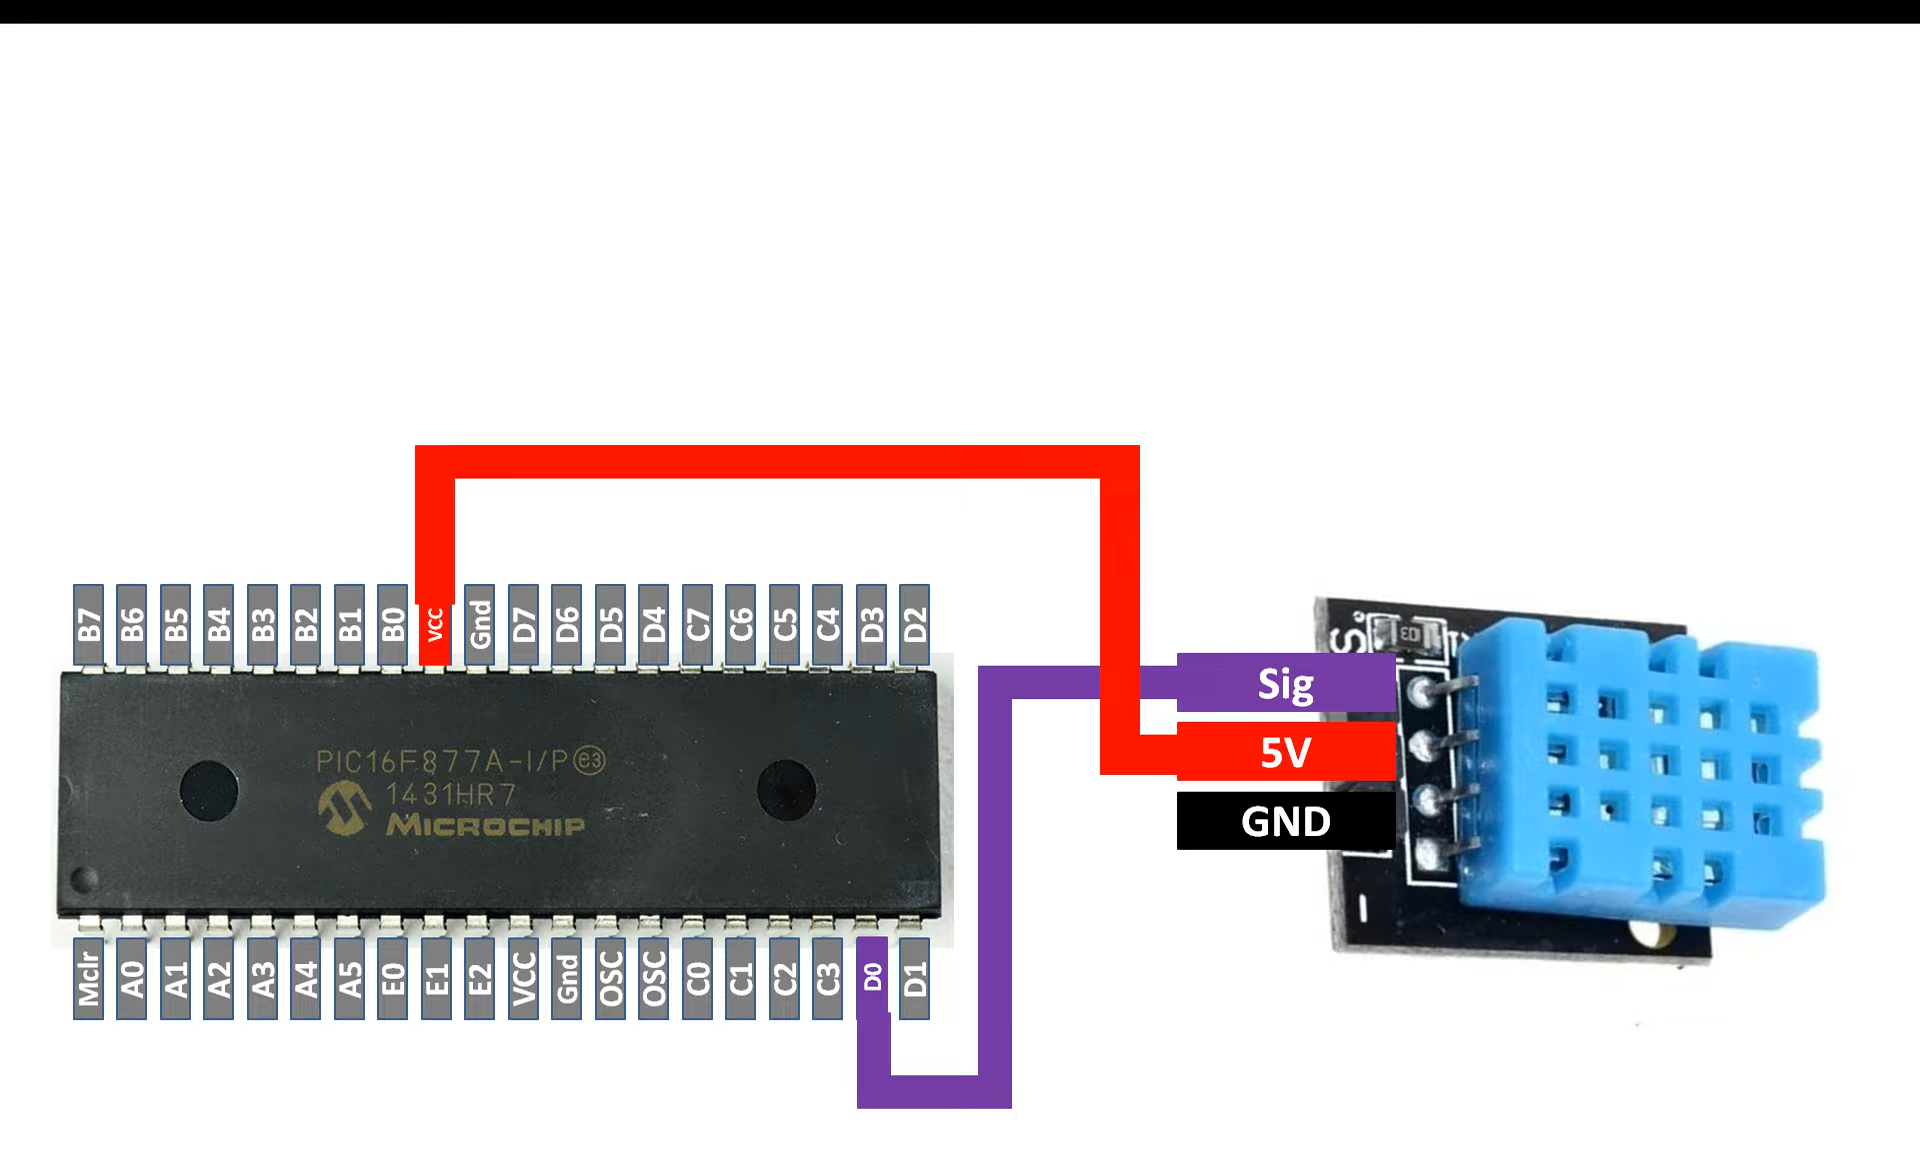 B7 B6 B5 B4 B3 B2 B1 B0 VCC Gnd D7 D6 D5 D4 C7 C6 C5 C4 D3 D2
PIC16F877A-I/P e3
1431HR7
MICROCHIP
Mclr A0 A1 A2 A3 A4 A5 E0 E1 E2 VCC Gnd OSC OSC C0 C1 C2 C3 D0 D1
S
Sig
5V
GND